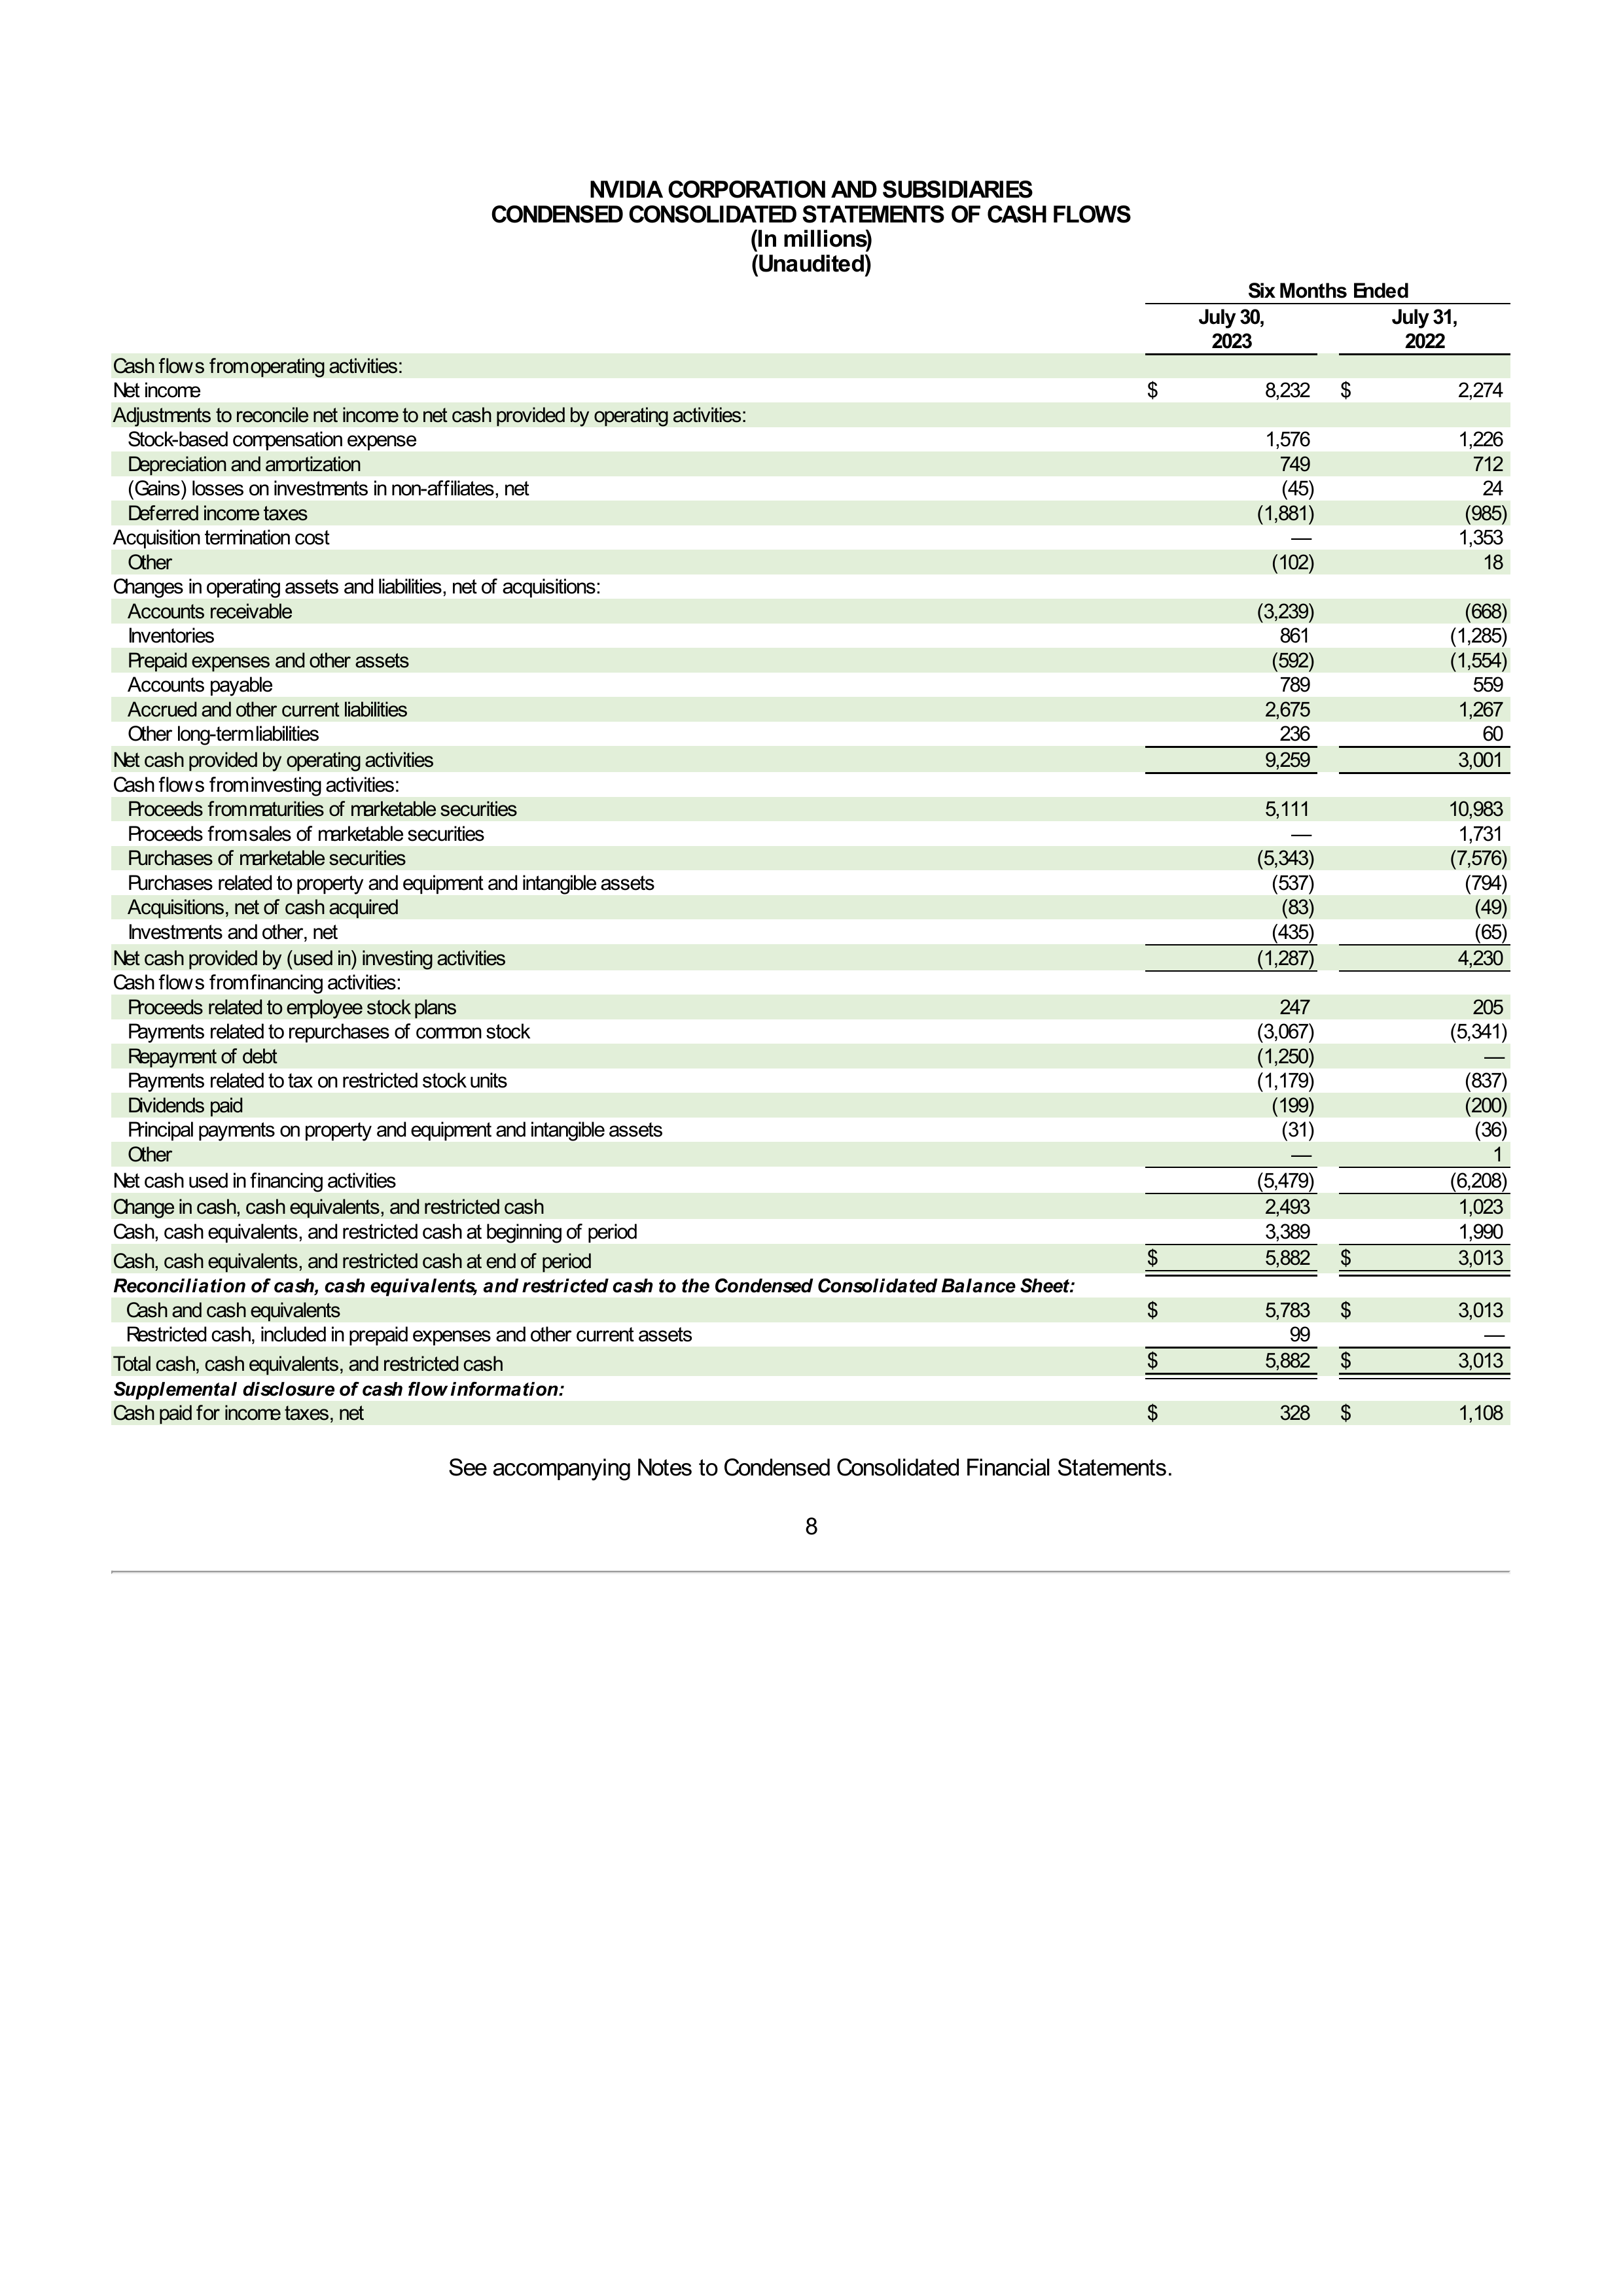 NVIDIA CORPORATION AND SUBSIDIARIES
CONDENSED CONSOLIDATED STATEMENTS OF CASH FLOWS
(In millions)
(Unaudited)
Six Months Ended
July 30, 2023 July 31, 2022
Cash flows from operating activities:
Net income $ 8,232 $ 2,274
Adjustments to reconcile net income to net cash provided by operating activities:
Stock-based compensation expense 1,576 1,226
Depreciation and amortization 749 712
(Gains) losses on investments in non-affiliates, net (45) 24
Deferred income taxes (1,881) (985)
Acquisition termination cost — 1,353
Other (102) 18
Changes in operating assets and liabilities, net of acquisitions:
Accounts receivable (3,239) (668)
Inventories 861 (1,285)
Prepaid expenses and other assets (592) (1,554)
Accounts payable 789 559
Accrued and other current liabilities 2,675 1,267
Other long-term liabilities 236 60
Net cash provided by operating activities 9,259 3,001
Cash flows from investing activities:
Proceeds from maturities of marketable securities 5,111 10,983
Proceeds from sales of marketable securities — 1,731
Purchases of marketable securities (5,343) (7,576)
Purchases related to property and equipment and intangible assets (537) (794)
Acquisitions, net of cash acquired (83) (49)
Investments and other, net (435) (65)
Net cash provided by (used in) investing activities (1,287) 4,230
Cash flows from financing activities:
Proceeds related to employee stock plans 247 205
Payments related to repurchases of common stock (3,067) (5,341)
Repayment of debt (1,250) —
Payments related to tax on restricted stock units (1,179) (837)
Dividends paid (199) (200)
Principal payments on property and equipment and intangible assets (31) (36)
Other — 1
Net cash used in financing activities (5,479) (6,208)
Change in cash, cash equivalents, and restricted cash 2,493 1,023
Cash, cash equivalents, and restricted cash at beginning of period 3,389 1,990
Cash, cash equivalents, and restricted cash at end of period $ 5,882 $ 3,013
Reconciliation of cash, cash equivalents, and restricted cash to the Condensed Consolidated Balance Sheet:
Cash and cash equivalents $ 5,783 $ 3,013
Restricted cash, included in prepaid expenses and other current assets 99 —
Total cash, cash equivalents, and restricted cash $ 5,882 $ 3,013
Supplemental disclosure of cash flow information:
Cash paid for income taxes, net $ 328 $ 1,108
See accompanying Notes to Condensed Consolidated Financial Statements.
8